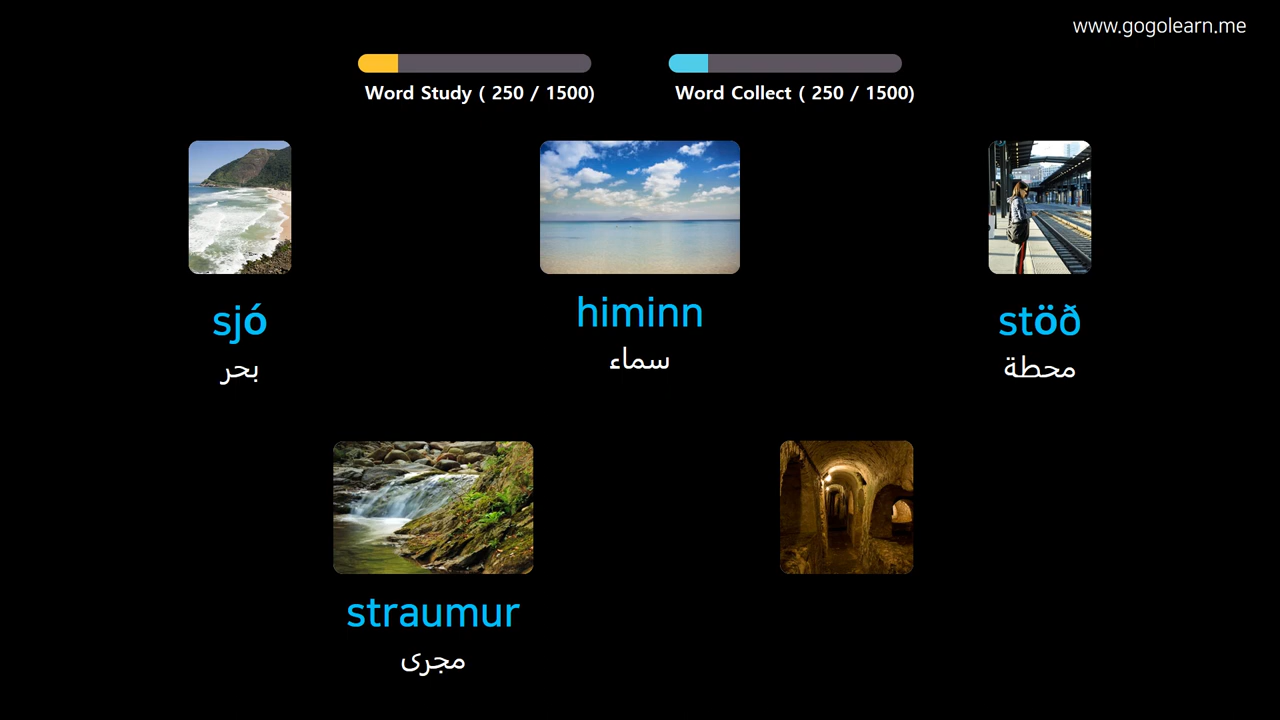 www.gogolearn.me
Word Study ( 250 / 1500)
Word Collect ( 250 / 1500)
sjó
بحر
himinn
سماء
stöð
محطة
straumur
مجرى